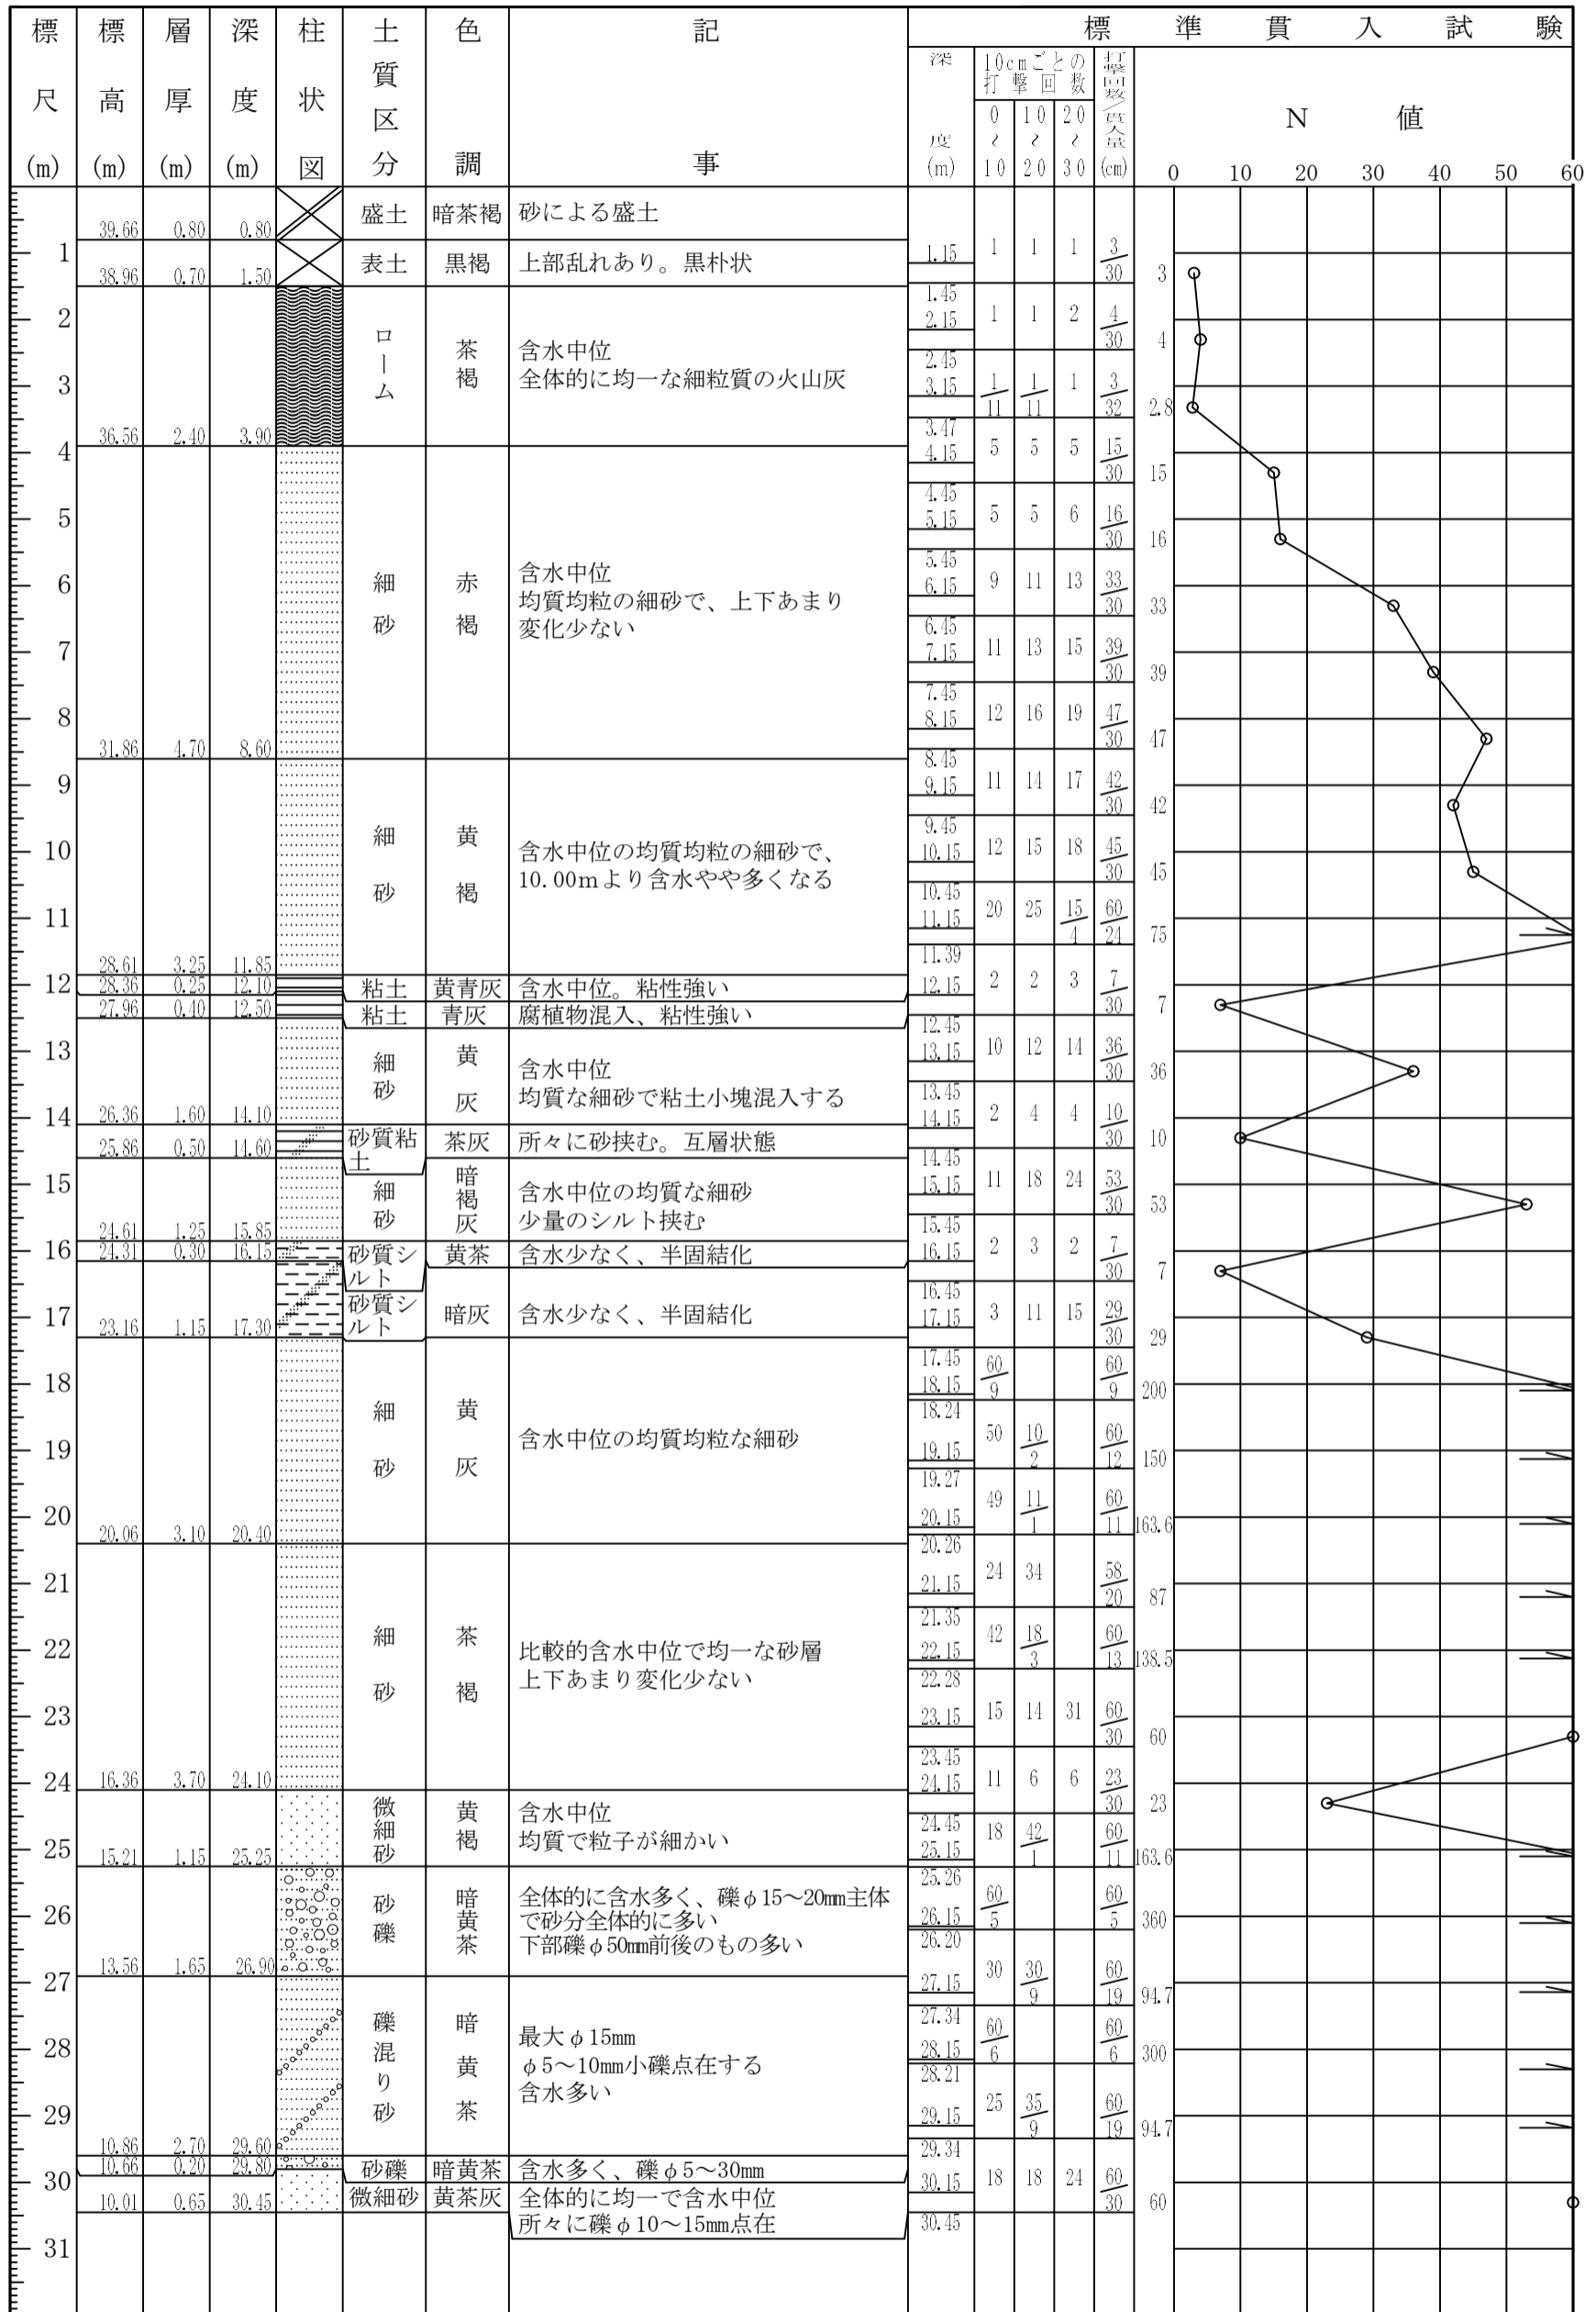 標尺(m) 標高(m) 層厚(m) 深度(m) 柱状図 土質区分 色調 記事 標準貫入試験
深度(m) 10cmごとの打撃回数 打撃回数/貫入量(cm) N値
0~10 10~20 20~30 0 10 20 30 40 50 60
39.66 0.80 0.80 盛土 暗茶褐 砂による盛土
1 1.15 1 1 1 3/30 3
38.96 0.70 1.50 表土 黒褐 上部乱れあり。黒朴状
1.45
2 2.15 1 1 2 4/30 4
ローム 茶褐 含水中位
全体的に均一な細粒質の火山灰
2.45
3 3.15 1/11 1/11 1 3/32 2.8
36.56 2.40 3.90
3.47
4 4.15 5 5 5 15/30 15
4.45
5 5.15 5 5 6 16/30 16
5.45
細砂 赤褐 含水中位
均質均粒の細砂で、上下あまり
変化少ない
6 6.15 9 11 13 33/30 33
6.45
7 7.15 11 13 15 39/30 39
7.45
8 8.15 12 16 19 47/30 47
31.86 4.70 8.60
8.45
9 9.15 11 14 17 42/30 42
9.45
細砂 黄褐 含水中位の均質均粒の細砂で、
10.00mより含水やや多くなる
10 10.15 12 15 18 45/30 45
10.45
11 11.15 20 25 15/4 60/24 75
11.39
28.61 3.25 11.85
12 28.36 0.25 12.10 粘土 黄青灰 含水中位。粘性強い
12.15 2 2 3 7/30 7
27.96 0.40 12.50 粘土 青灰 腐植物混入、粘性強い
12.45
13 13.15 10 12 14 36/30 36
細砂 黄灰 含水中位
均質な細砂で粘土小塊混入する
13.45
14 26.36 1.60 14.10
14.15 2 4 4 10/30 10
25.86 0.50 14.60 砂質粘土 茶灰 所々に砂挟む。互層状態
14.45
15 15.15 11 18 24 53/30 53
細砂 暗褐灰 含水中位の均質な細砂
少量のシルト挟む
24.61 1.25 15.85
15.45
16 24.31 0.30 16.15 砂質シルト 黄茶 含水少なく、半固結化
16.15 2 3 2 7/30 7
16.45
17 17.15 3 11 15 29/30 29
23.16 1.15 17.30 砂質シルト 暗灰 含水少なく、半固結化
17.45
18 18.15 60/9 60/9 200
18.24
細砂 黄灰 含水中位の均質均粒な細砂
19 19.15 50 10/2 60/12 150
19.27
20 20.15 49 11/1 60/11 163.6
20.06 3.10 20.40
20.26
21 21.15 24 34 58/20 87
21.35
細砂 茶褐 比較的含水中位で均一な砂層
上下あまり変化少ない
22 22.15 42 18/3 60/13 138.5
22.28
23 23.15 15 14 31 60/30 60
23.45
24 16.36 3.70 24.10
24.15 11 6 6 23/30 23
微細砂 黄褐 含水中位
均質で粒子が細かい
24.45
25 25.15 18 42/1 60/11 163.6
15.21 1.15 25.25
25.26
砂礫 暗黄茶 全体的に含水多く、礫φ15~20mm主体
で砂分全体的に多い
下部礫φ50mm前後のもの多い
26 26.15 60/5 60/5 360
26.20
13.56 1.65 26.90
27 27.15 30 30/9 60/19 94.7
27.34
礫混り砂 暗黄茶 最大φ15mm
φ5~10mm小礫点在する
含水多い
28 28.15 60/6 60/6 300
28.21
29 29.15 25 35/9 60/19 94.7
10.86 2.70 29.60
29.34
10.66 0.20 29.80 砂礫 暗黄茶 含水多く、礫φ5~30mm
30 30.15 18 18 24 60/30 60
10.01 0.65 30.45 微細砂 黄茶灰 全体的に均一で含水中位
所々に礫φ10~15mm点在
30.45
31